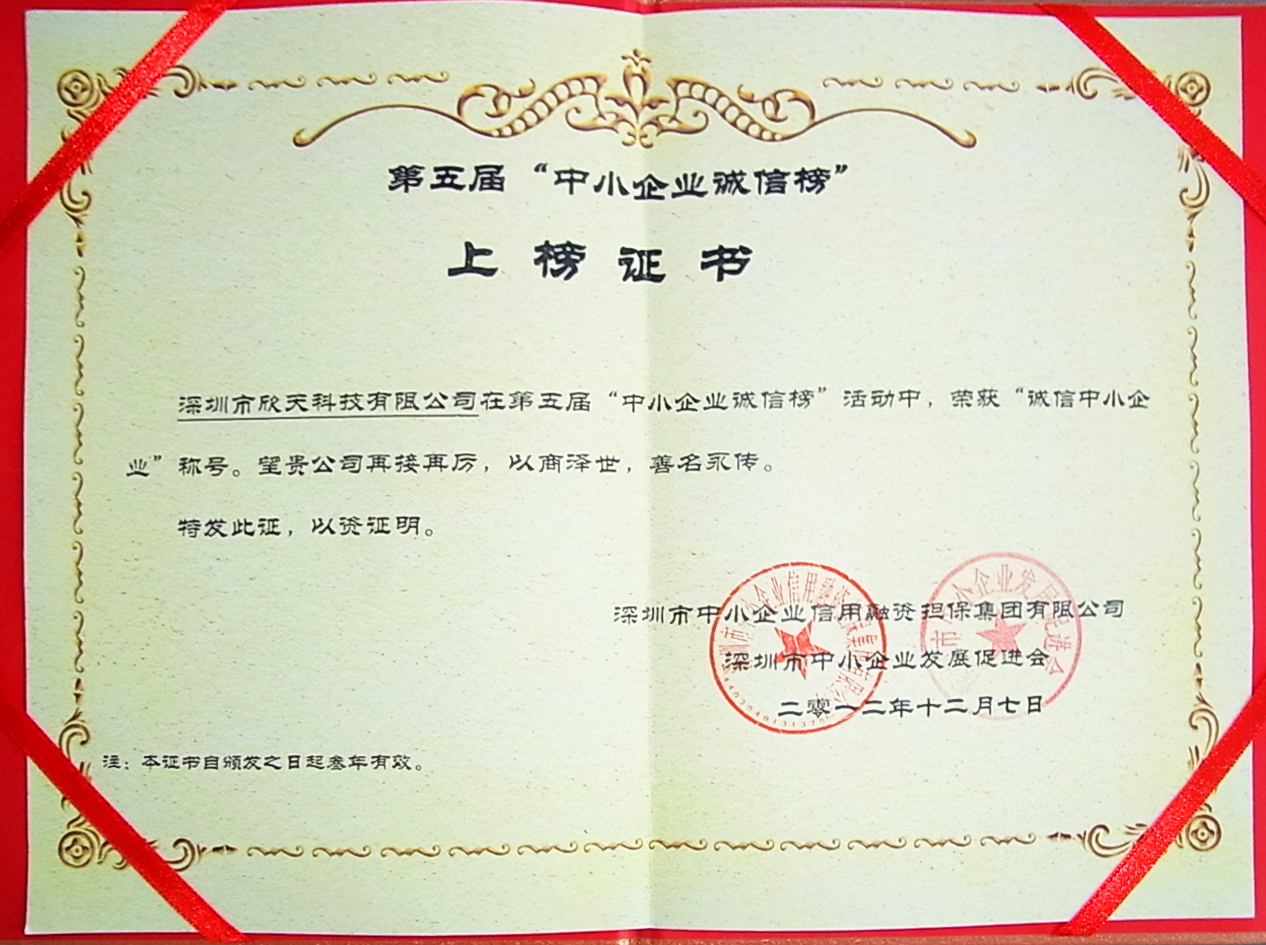 第五届“中小企业诚信榜”
上榜证书
深圳市欣天科技有限公司在第五届“中小企业诚信榜”活动中，荣获“诚信中小企
业”称号。望贵公司再接再厉，以商泽世，善名永传。
特发此证，以资证明。
深圳市中小企业信用融资担保集团有限公司
深圳市中小企业发展促进会
二零一二年十二月七日
注：本证书自颁发之日起叁年有效。